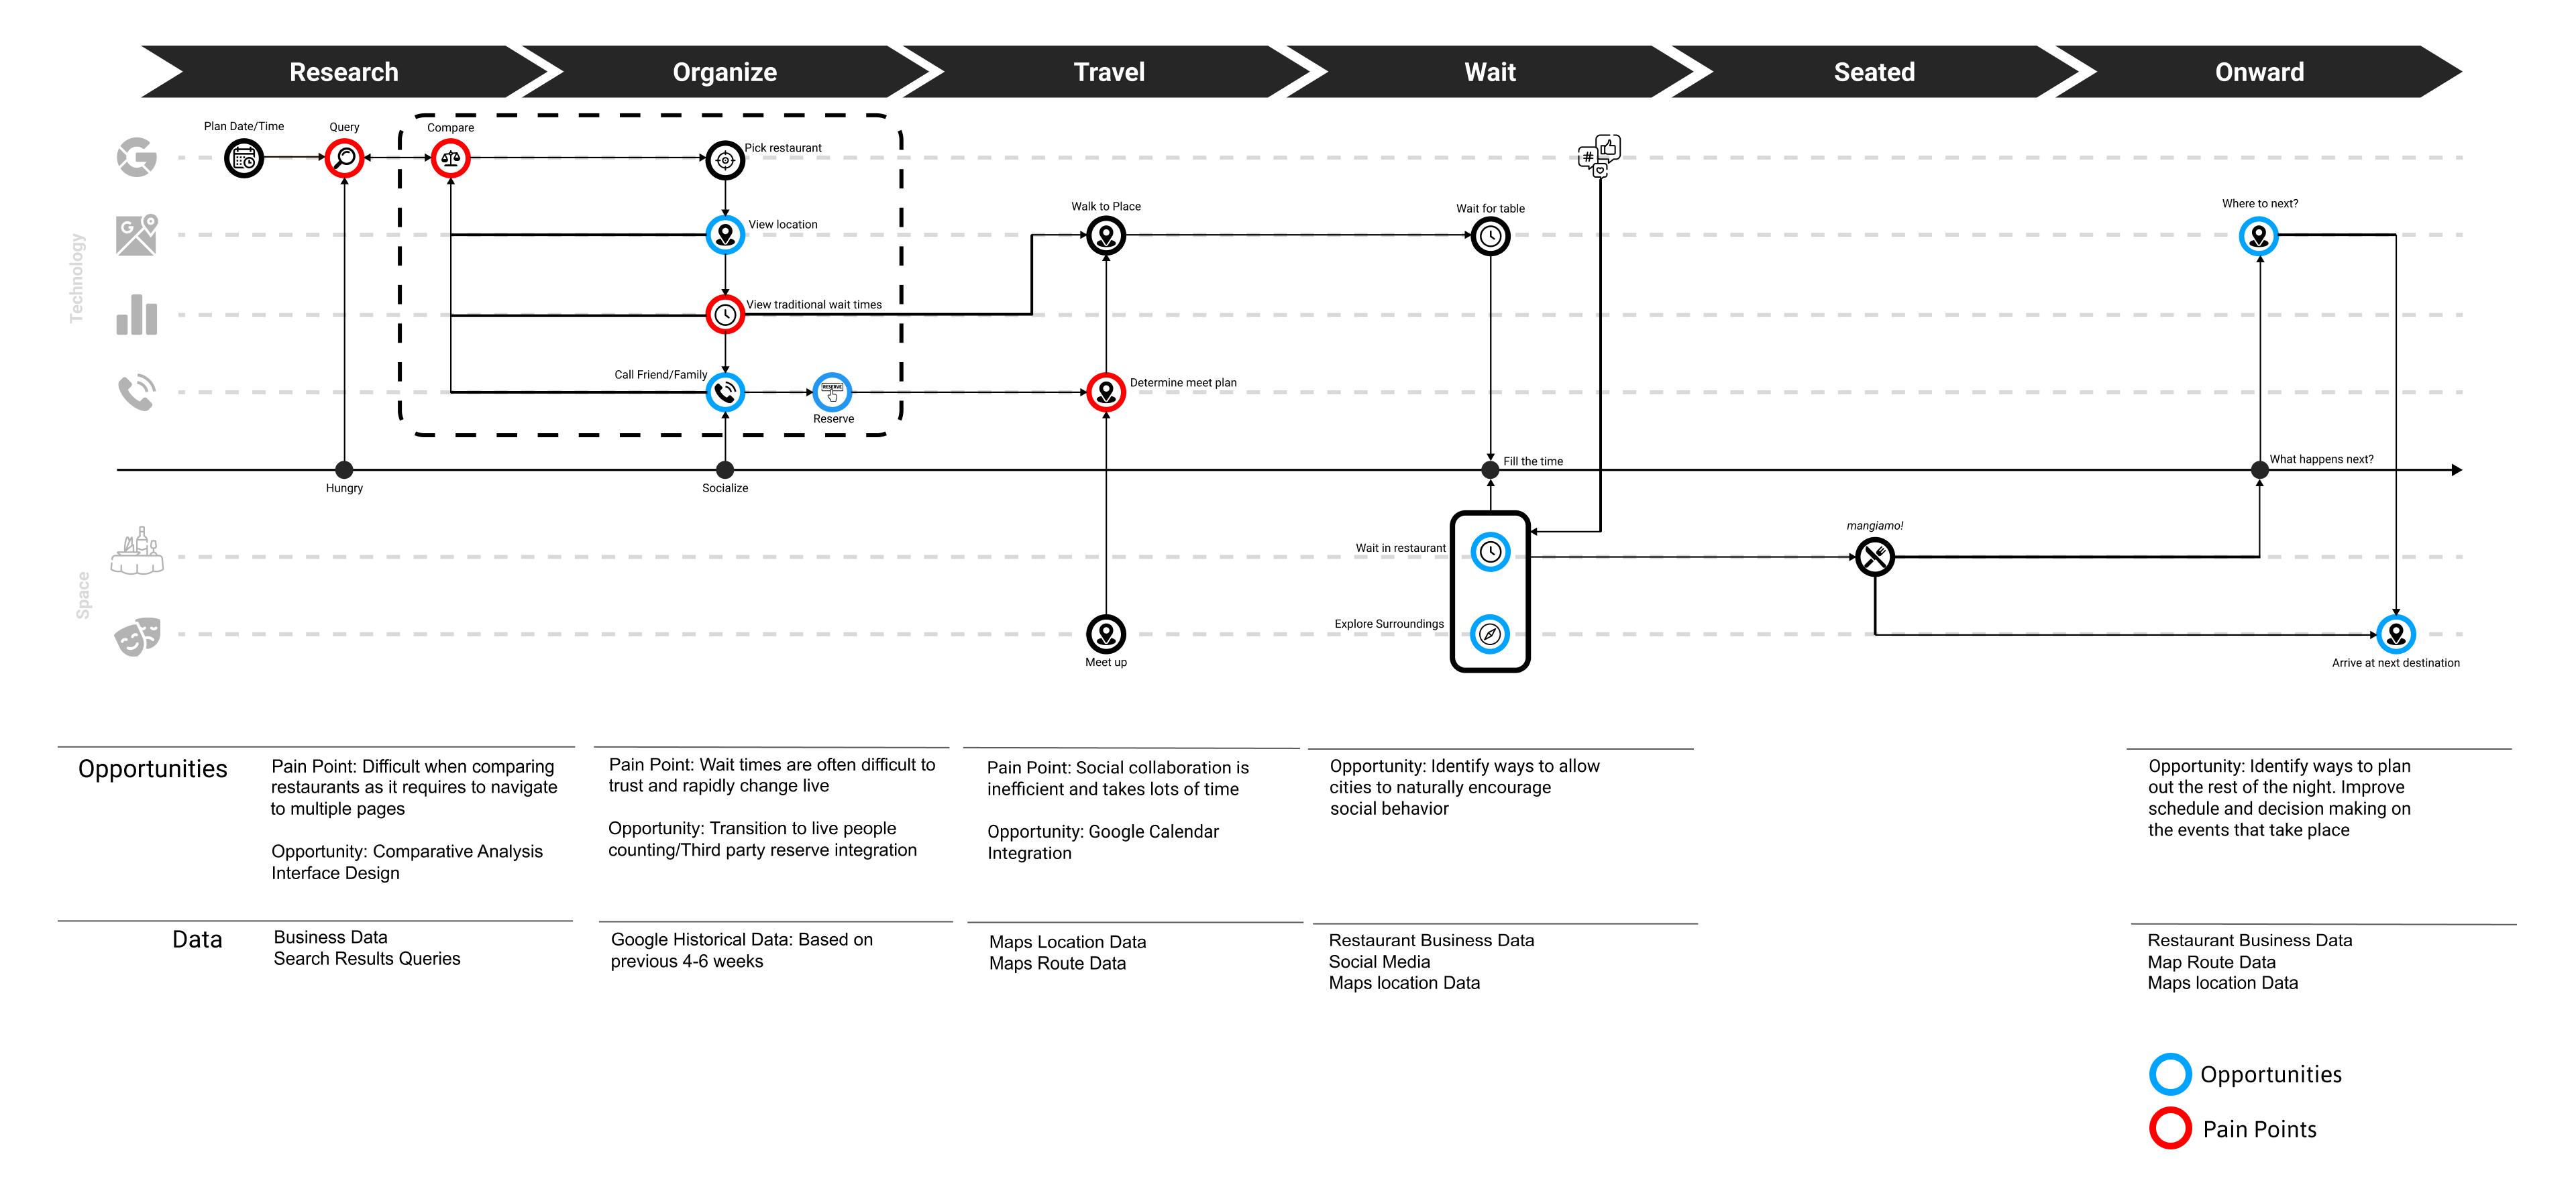 Research
Organize
Travel
Wait
Seated
Onward
Technology
Space
Plan Date/Time
Query
Compare
Pick restaurant
View location
View traditional wait times
Call Friend/Family
RESERVE
Reserve
Walk to Place
Determine meet plan
Wait for table
#
Where to next?
Hungry
Socialize
Fill the time
What happens next?
Wait in restaurant
mangiamo!
Explore Surroundings
Meet up
Arrive at next destination
Opportunities
Pain Point: Difficult when comparing
restaurants as it requires to navigate
to multiple pages
Opportunity: Comparative Analysis
Interface Design
Pain Point: Wait times are often difficult to
trust and rapidly change live
Opportunity: Transition to live people
counting/Third party reserve integration
Pain Point: Social collaboration is
inefficient and takes lots of time
Opportunity: Google Calendar
Integration
Opportunity: Identify ways to allow
cities to naturally encourage
social behavior
Opportunity: Identify ways to plan
out the rest of the night. Improve
schedule and decision making on
the events that take place
Data
Business Data
Search Results Queries
Google Historical Data: Based on
previous 4-6 weeks
Maps Location Data
Maps Route Data
Restaurant Business Data
Social Media
Maps location Data
Restaurant Business Data
Map Route Data
Maps location Data
Opportunities
Pain Points